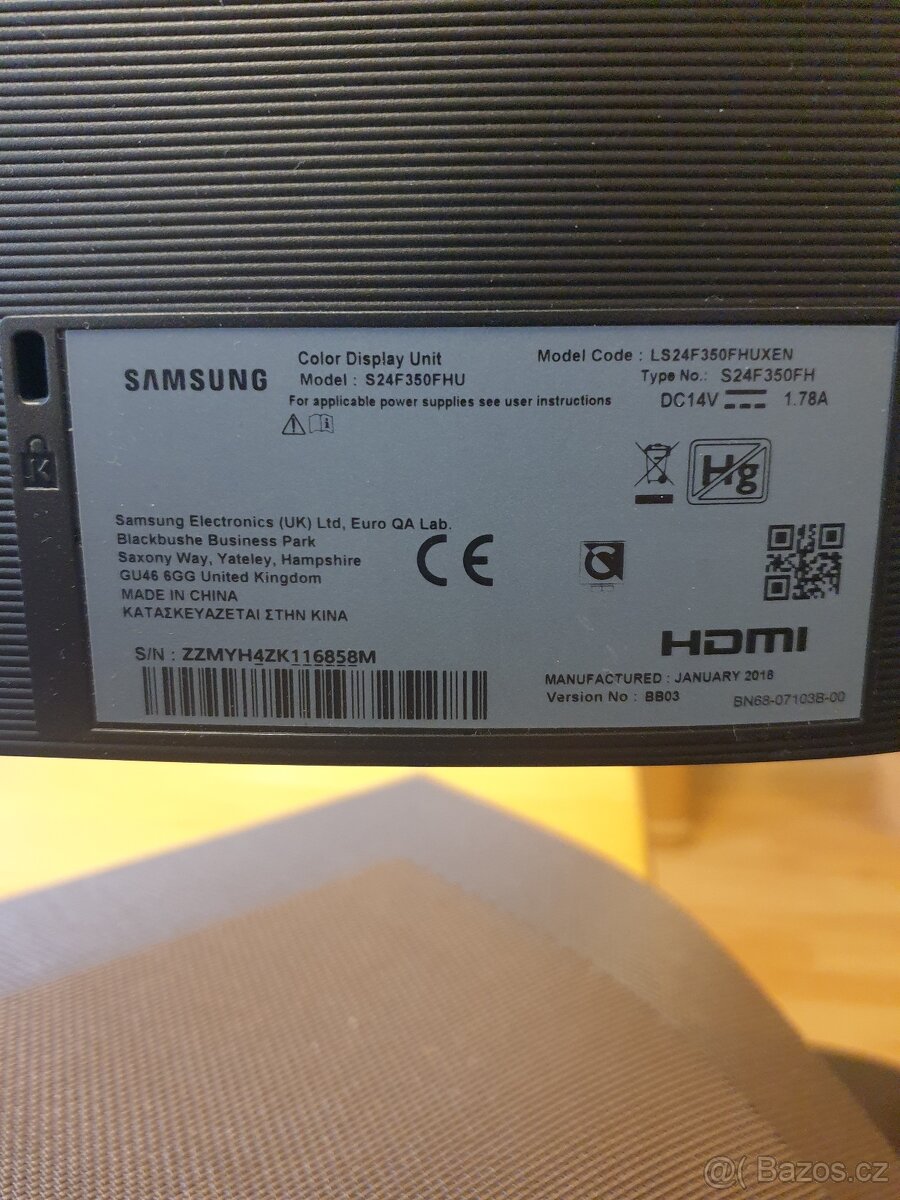 SAMSUNG
Color Display Unit
Model : S24F350FHU
For applicable power supplies see user instructions
Model Code : LS24F350FHUXEN
Type No.: S24F350FH
DC14V 1.78A
Hg
Samsung Electronics (UK) Ltd, Euro QA Lab.
Blackbushe Business Park
Saxony Way, Yateley, Hampshire
GU46 6GG United Kingdom
MADE IN CHINA
ΚΑΤΑΣΚΕΥΑΖΕΤΑΙ ΣΤΗΝ ΚΙΝΑ
CE
S/N : ZZMYH4ZK116858M
HDMI
MANUFACTURED : JANUARY 2018
Version No : BB03
BN68-07103B-00
@( Bazos.cz